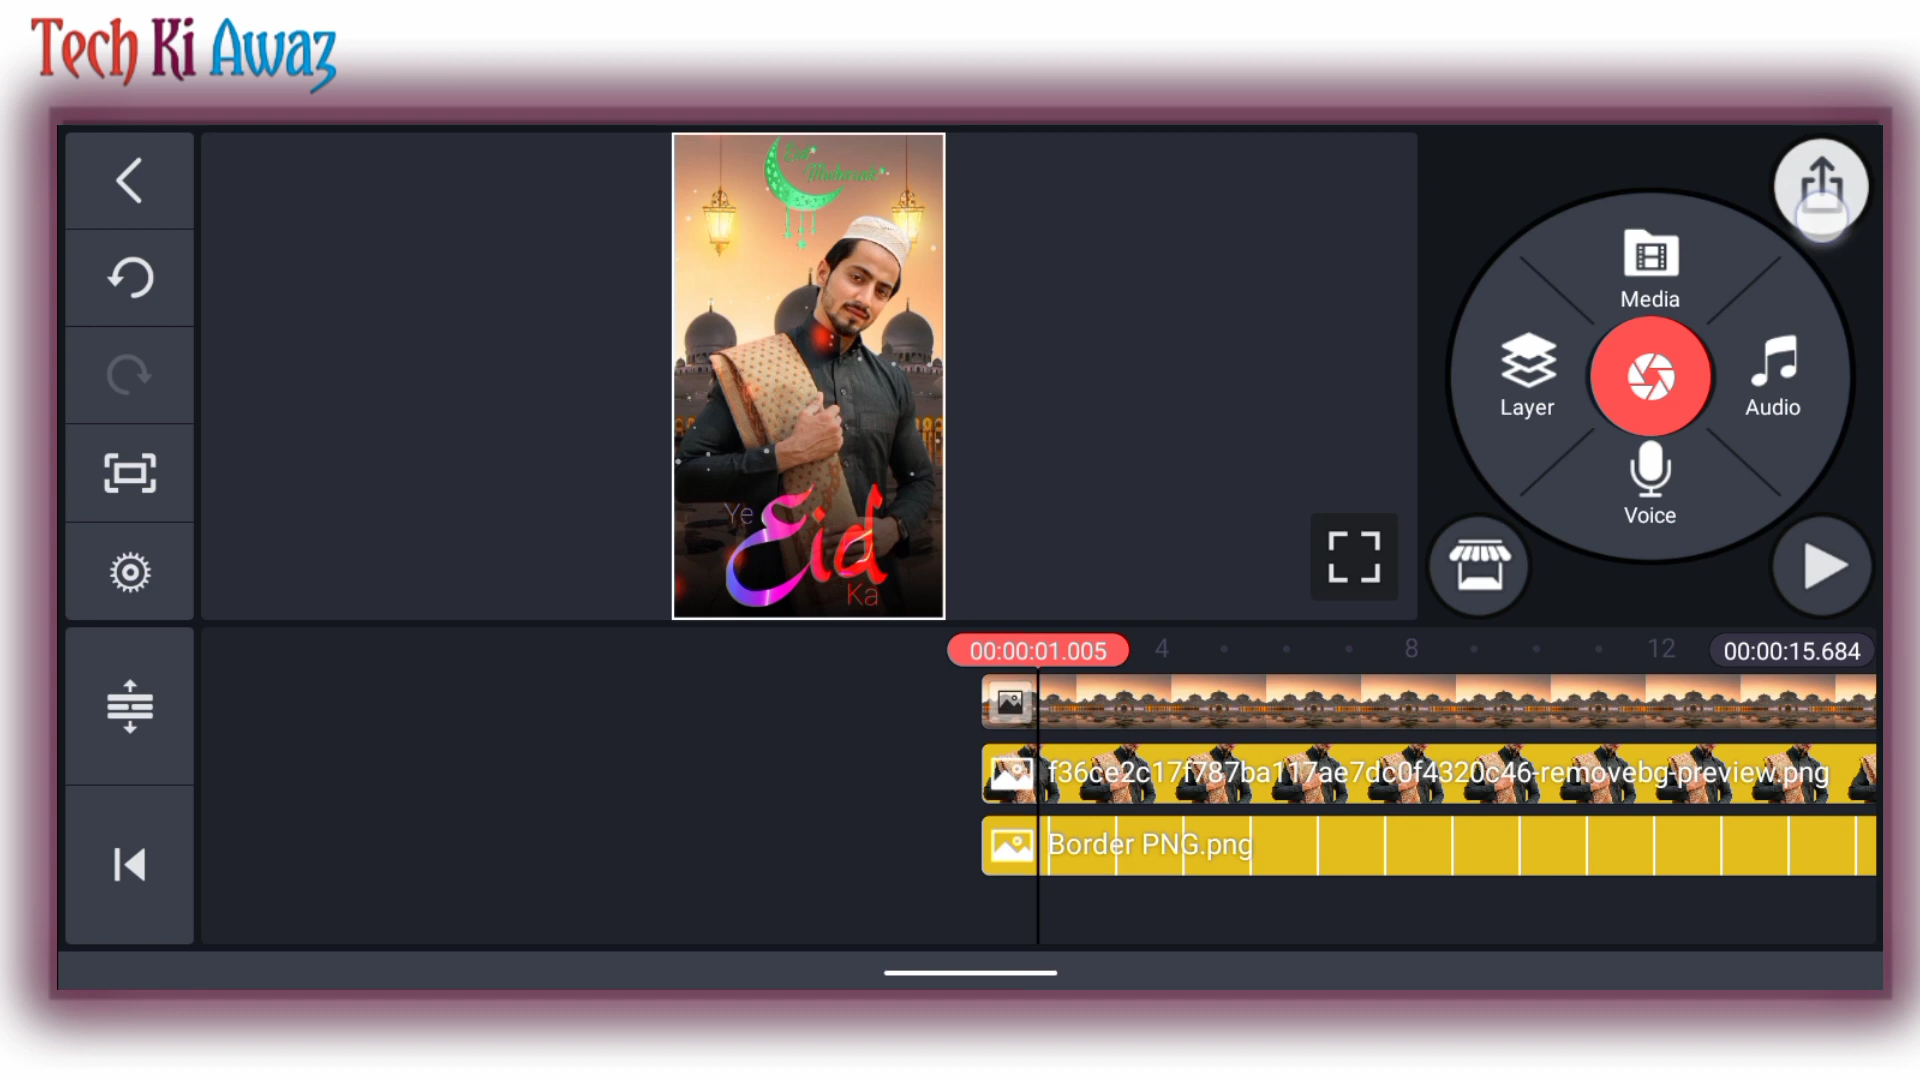 Tech Ki Awaz
Eid
Mubarak
Ye
Eid
Ka
Media
Layer
Audio
Voice
00:00:01.005
4
8
12
00:00:15.684
f36ce2c17f787ba117ae7dc0f4320c46-removebg-preview.png
Border PNG.png